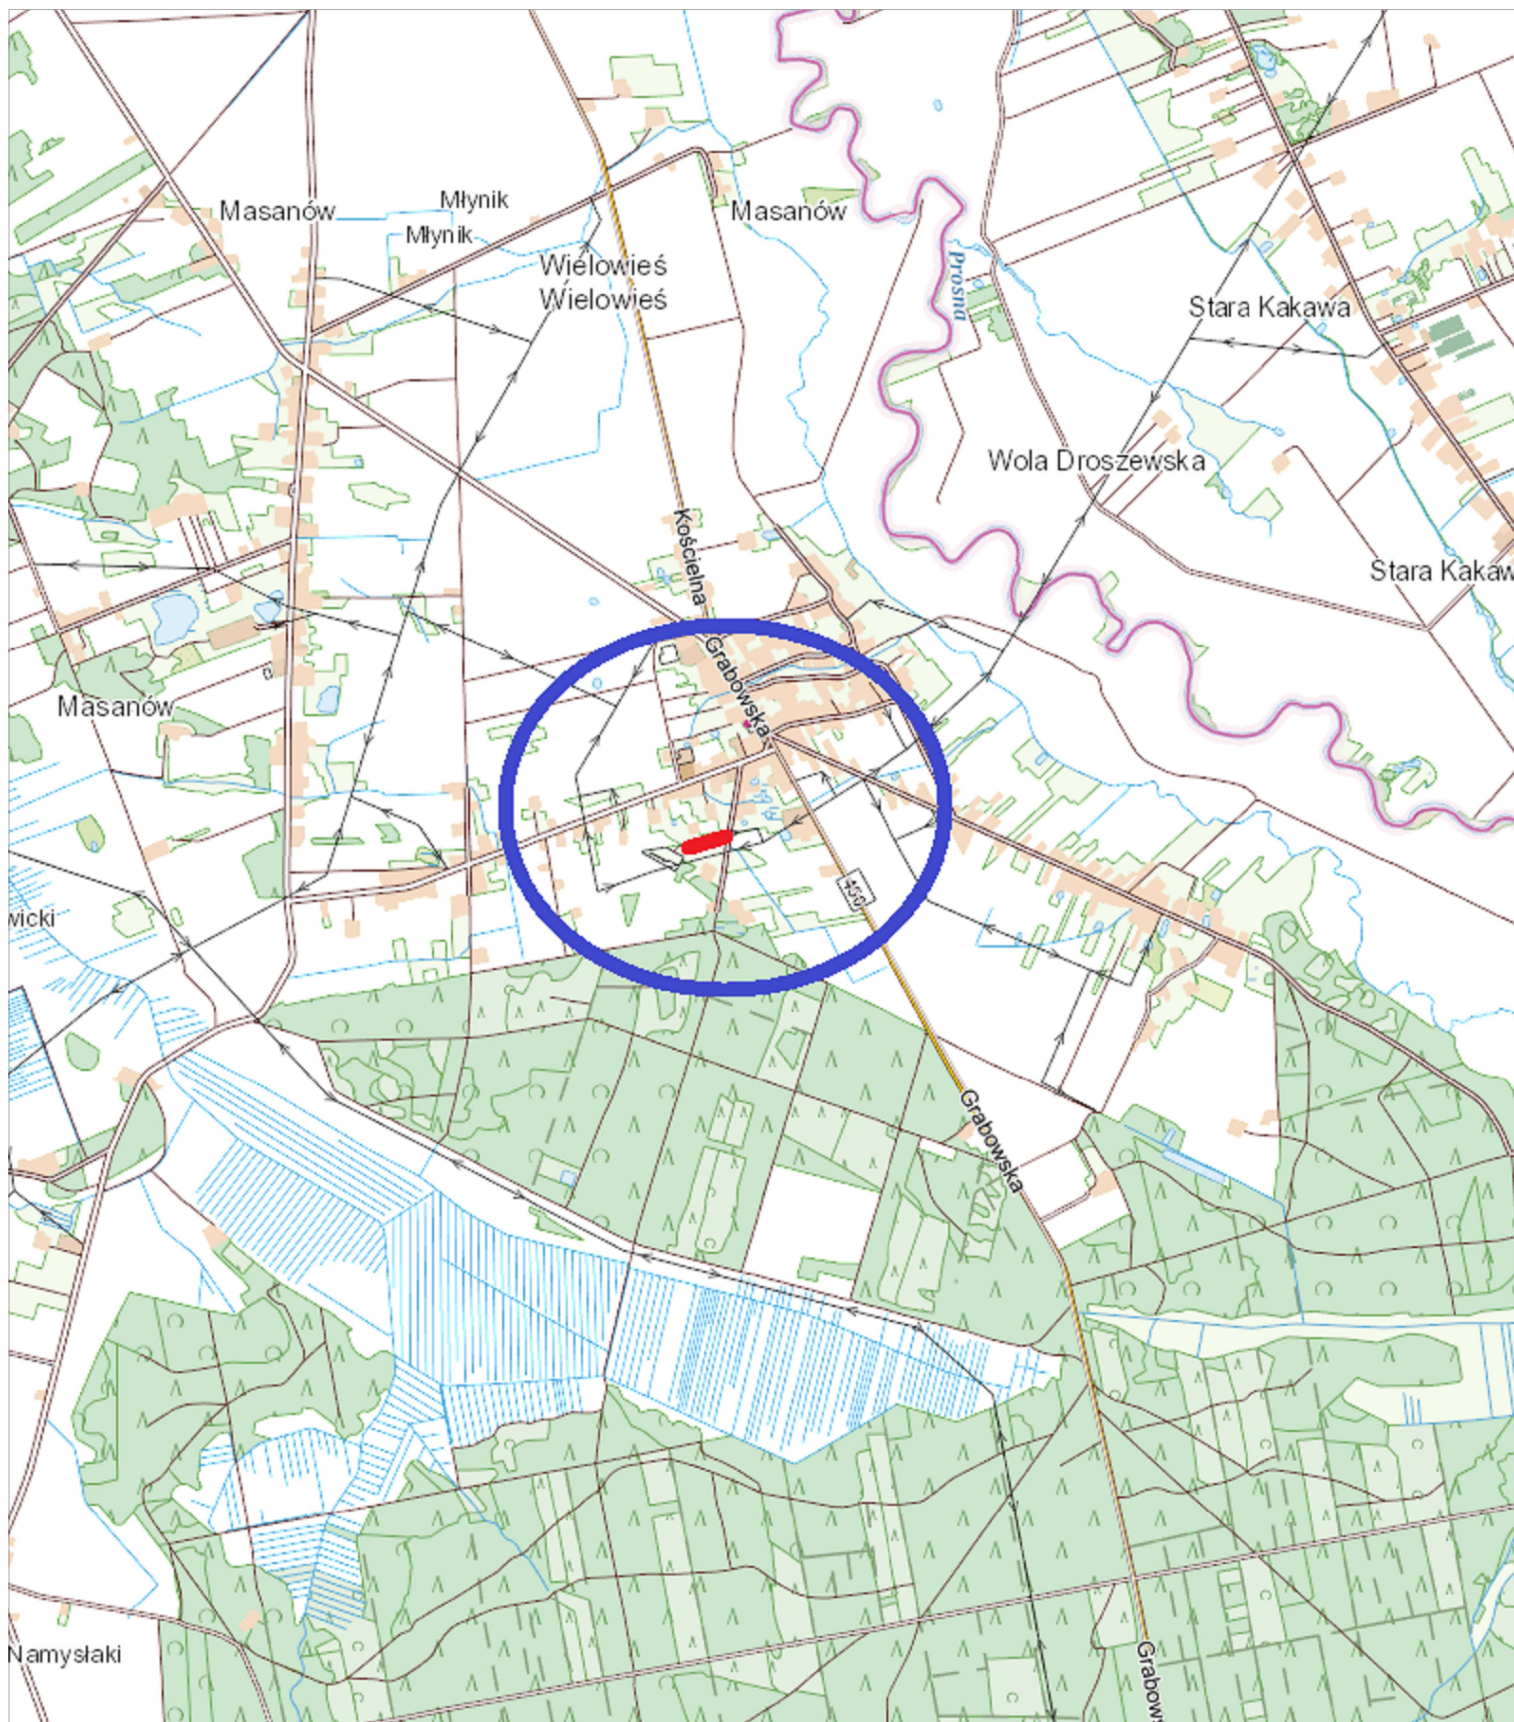 Młynik
Masanów
Masanów
Młynik
Wielowieś
Wielowieś
Prosna
Stara Kakawa
Wola Droszewska
Kościelna
Stara Kakaw
Grabowska
Masanów
450
wicki
Grabowska
Namysłaki
Grabows